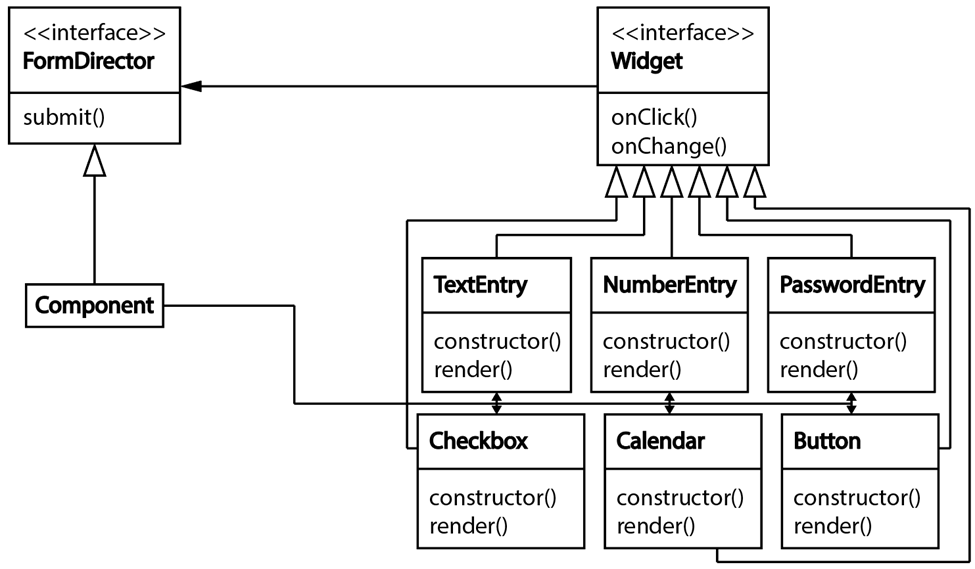 <<interface>>
FormDirector
submit()
<<interface>>
Widget
onClick()
onChange()
Component
TextEntry
constructor()
render()
NumberEntry
constructor()
render()
PasswordEntry
constructor()
render()
Checkbox
constructor()
render()
Calendar
constructor()
render()
Button
constructor()
render()